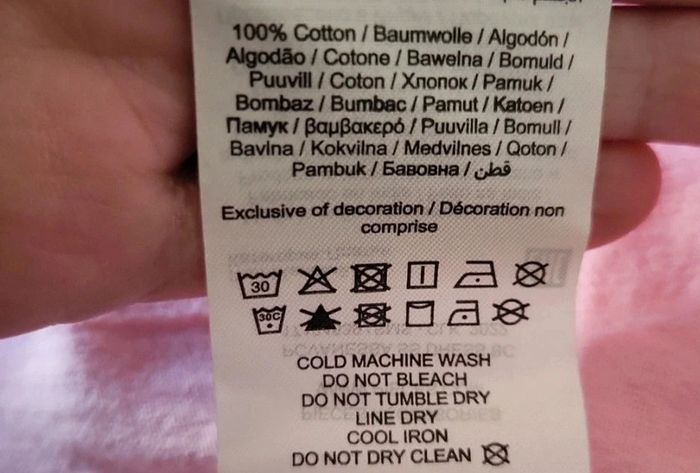 100% Cotton / Baumwolle / Algodón /
Algodão / Cotone / Bawełna / Bomuld /
Puuvill / Coton / Хлопок / Pamuk /
Bombaz / Bumbac / Pamut / Katoen /
Памук / βαμβακερό / Puuvilla / Bomull /
Bavlna / Kokvilna / Medvilnes / Qoton /
Pambuk / Бавовна / قطن
Exclusive of decoration / Décoration non
comprise
30
30C
COLD MACHINE WASH
DO NOT BLEACH
DO NOT TUMBLE DRY
LINE DRY
COOL IRON
DO NOT DRY CLEAN